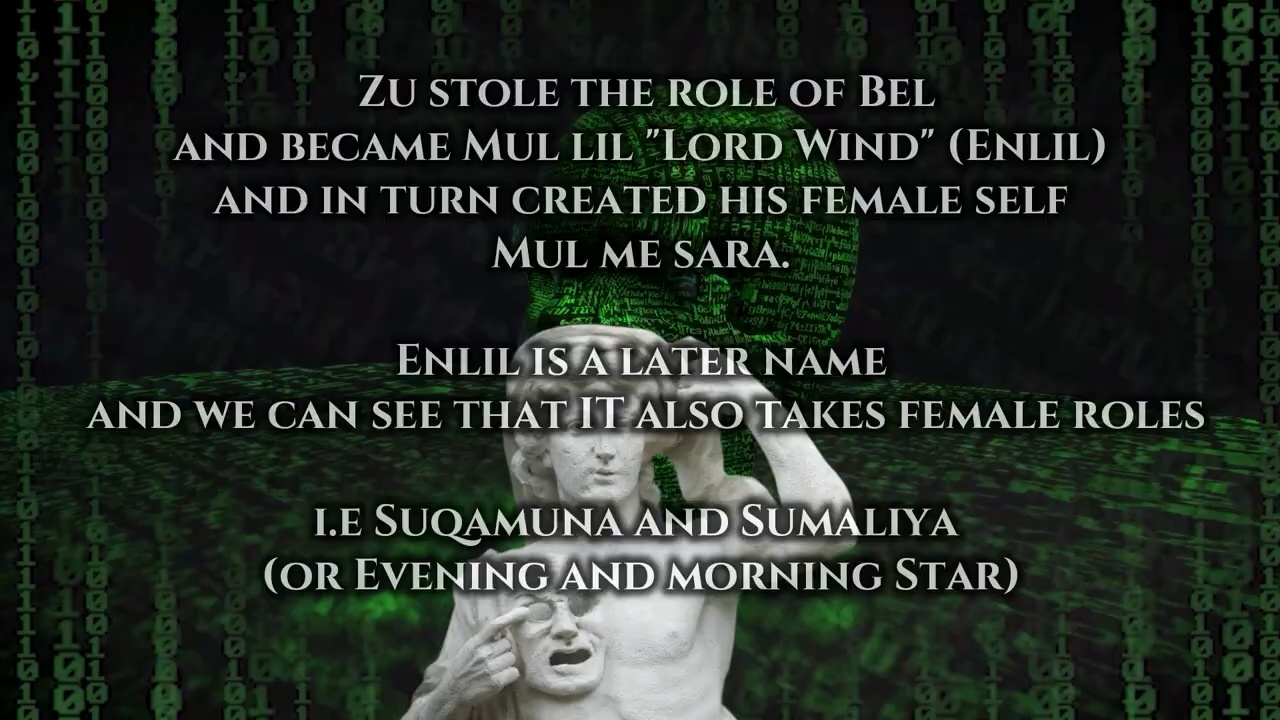 Zu stole the role of Bel
and became Mul lil "Lord Wind" (Enlil)
and in turn created his female self
Mul me sara.
Enlil is a later name
and we can see that IT also takes female roles
i.e Suqamuna and Sumaliya
(or Evening and morning Star)